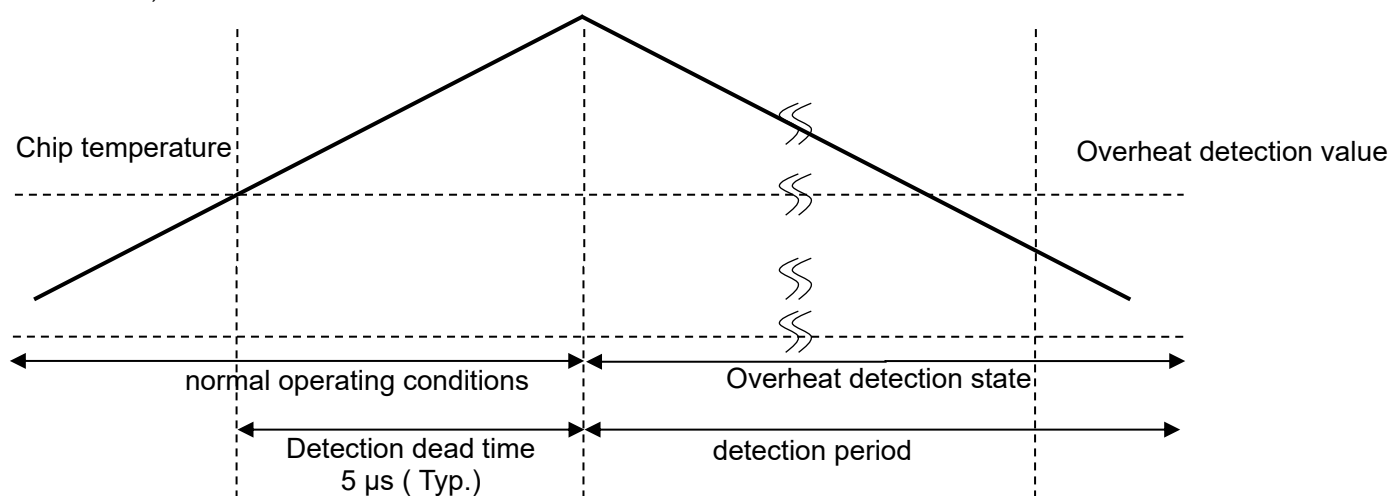 Chip temperature
Overheat detection value
normal operating conditions
Overheat detection state
Detection dead time
5 µs ( Typ.)
detection period